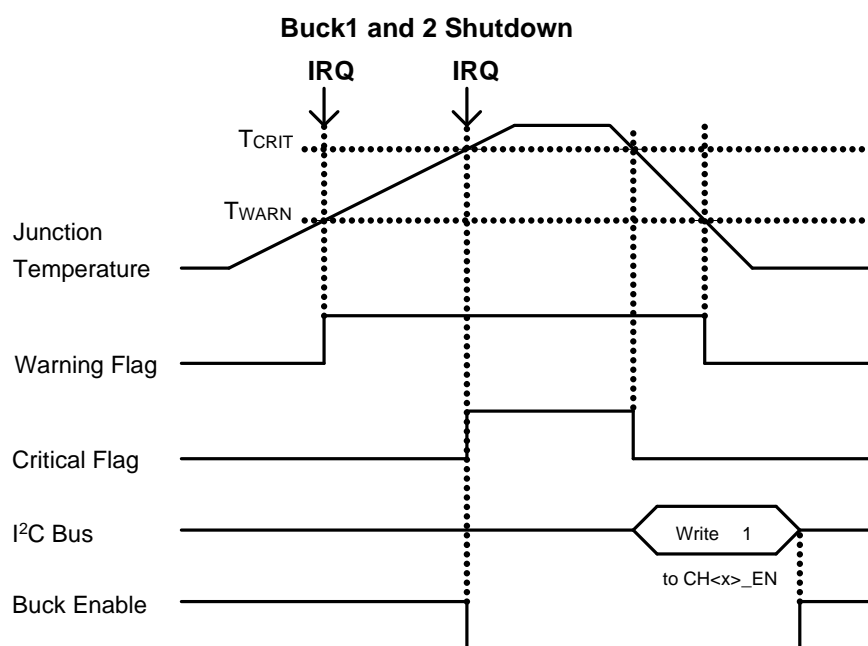 Buck1 and 2 Shutdown
IRQ IRQ
TCRIT
TWARN
Junction
Temperature
Warning Flag
Critical Flag
I²C Bus
Write 1
to CH<x>_EN
Buck Enable